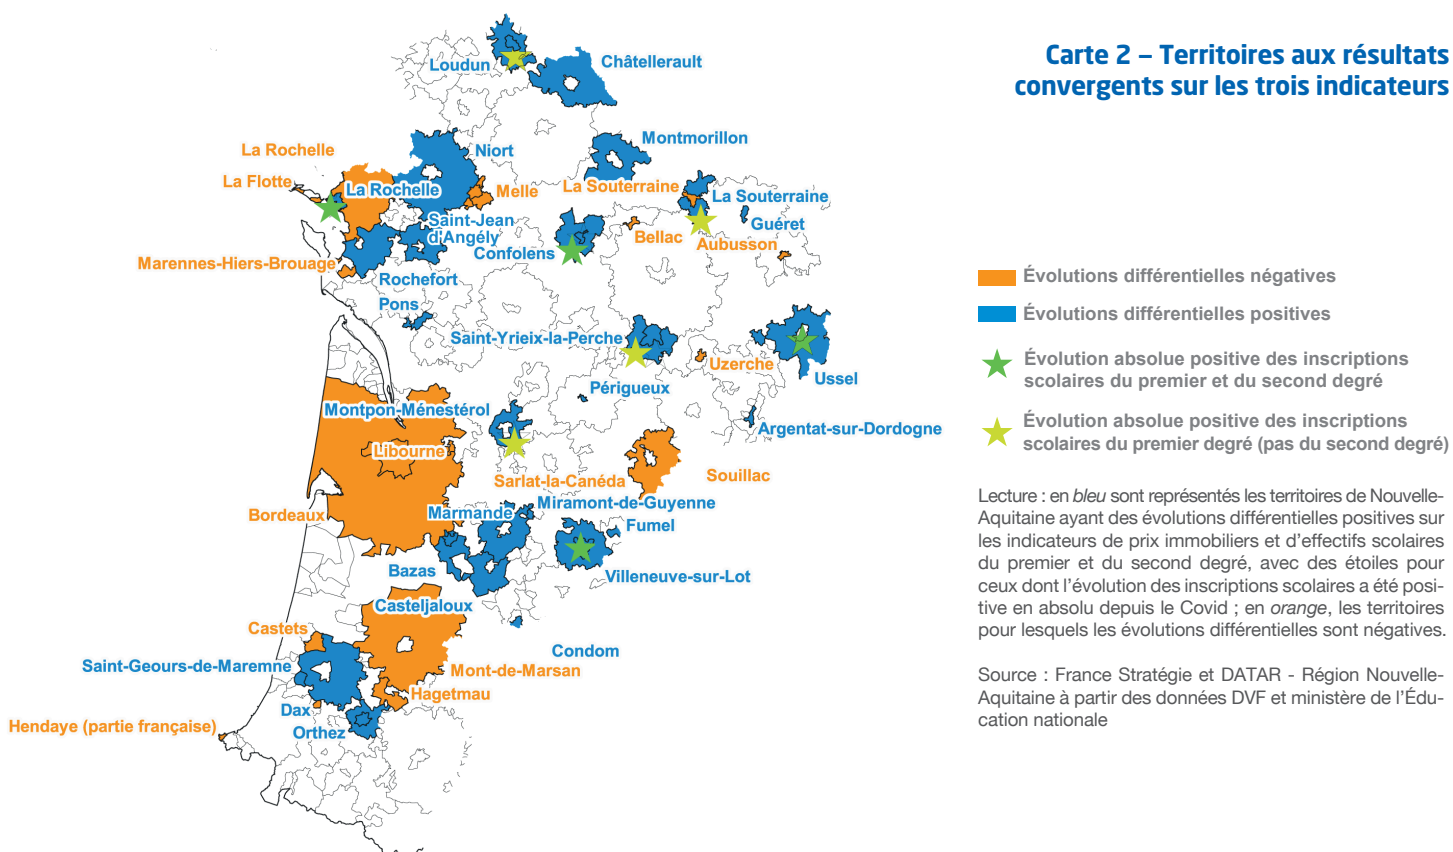 Carte 2 – Territoires aux résultats
convergents sur les trois indicateurs
Loudun
Châtellerault
Montmorillon
La Rochelle
Niort
La Flotte
La Rochelle
Melle
La Souterraine
La Souterraine
Saint-Jean
d'Angély
Guéret
Confolens
Bellac
Aubusson
Marennes-Hiers-Brouage
Rochefort
Pons
Saint-Yrieix-la-Perche
Uzerche
Ussel
Périgueux
Montpon-Ménestérol
Argentat-sur-Dordogne
Libourne
Sarlat-la-Canéda
Souillac
Miramont-de-Guyenne
Bordeaux
Marmande
Fumel
Bazas
Villeneuve-sur-Lot
Casteljaloux
Castets
Condom
Saint-Geours-de-Maremne
Mont-de-Marsan
Hagetmau
Dax
Hendaye (partie française)
Orthez
Évolutions différentielles négatives
Évolutions différentielles positives
Évolution absolue positive des inscriptions
scolaires du premier et du second degré
Évolution absolue positive des inscriptions
scolaires du premier degré (pas du second degré)
Lecture : en bleu sont représentés les territoires de Nouvelle-
Aquitaine ayant des évolutions différentielles positives sur
les indicateurs de prix immobiliers et d'effectifs scolaires
du premier et du second degré, avec des étoiles pour
ceux dont l'évolution des inscriptions scolaires a été posi-
tive en absolu depuis le Covid ; en orange, les territoires
pour lesquels les évolutions différentielles sont négatives.
Source : France Stratégie et DATAR - Région Nouvelle-
Aquitaine à partir des données DVF et ministère de l'Édu-
cation nationale